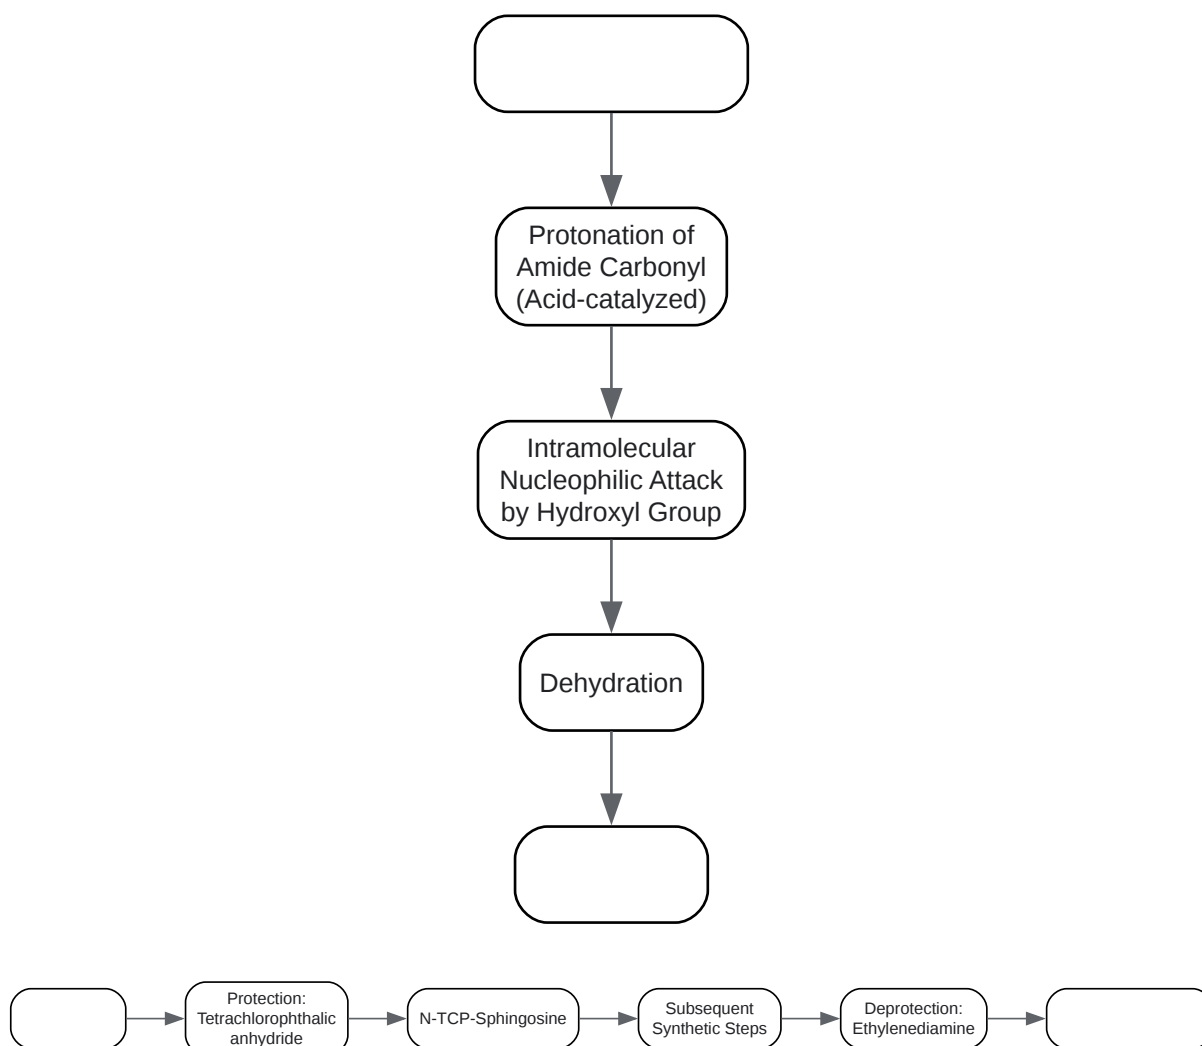 Protonation of
Amide Carbonyl
(Acid-catalyzed)
Intramolecular
Nucleophilic Attack
by Hydroxyl Group
Dehydration
Protection:
Tetrachlorophthalic
anhydride
N-TCP-Sphingosine
Subsequent
Synthetic Steps
Deprotection:
Ethylenediamine